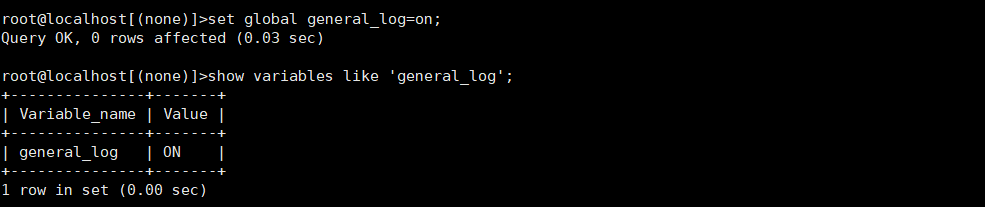 root@localhost[(none)]>set global general_log=on;
Query OK, 0 rows affected (0.03 sec)
root@localhost[(none)]>show variables like 'general_log';
+---------------+-------+
| Variable_name | Value |
+---------------+-------+
| general_log   | ON    |
+---------------+-------+
1 row in set (0.00 sec)